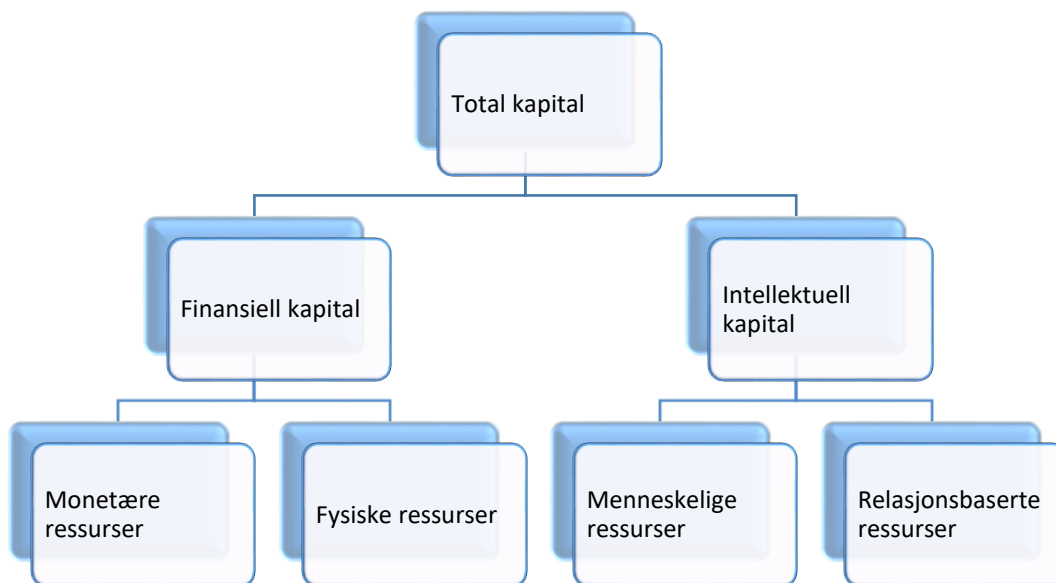 Total kapital
Finansiell kapital
Intellektuell
kapital
Monetære
ressurser
Fysiske ressurser
Menneskelige
ressurser
Relasjonsbaserte
ressurser